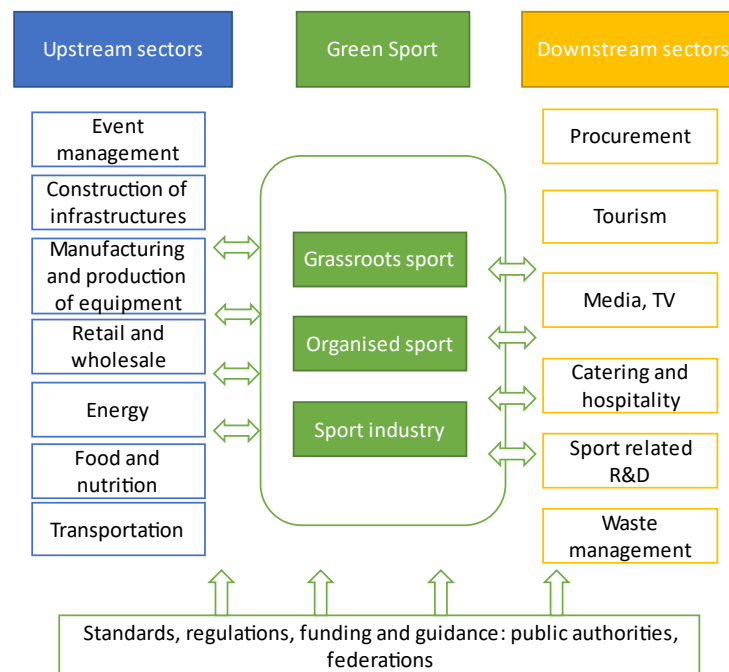 Upstream sectors
Green Sport
Downstream sectors
Event
management
Construction of
infrastructures
Manufacturing
and production
of equipment
Retail and
wholesale
Energy
Food and
nutrition
Transportation
Grassroots sport
Organised sport
Sport industry
Procurement
Tourism
Media, TV
Catering and
hospitality
Sport related
R&D
Waste
management
Standards, regulations, funding and guidance: public authorities,
federations